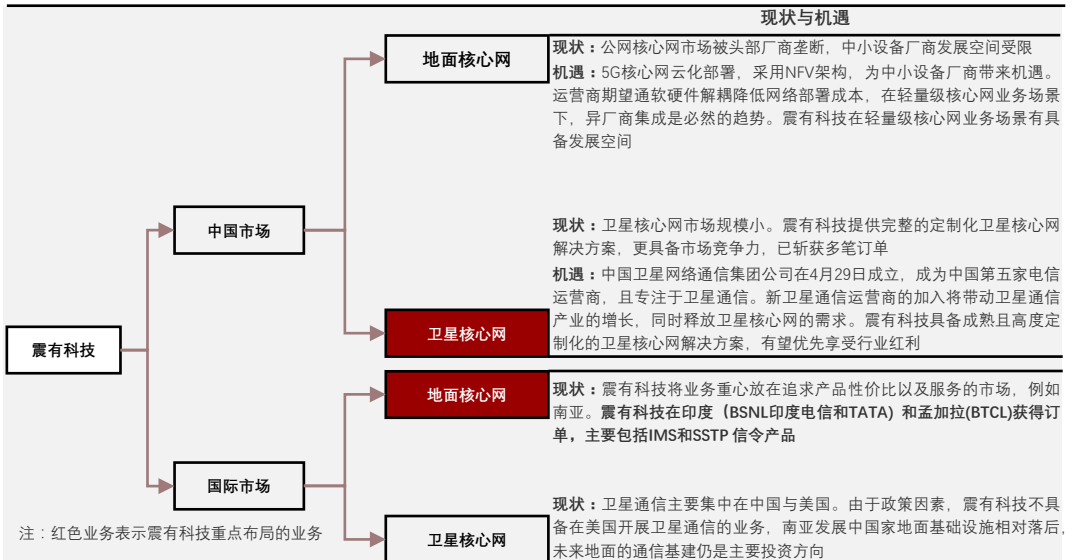 现状与机遇
地面核心网
现状：公网核心网市场被头部厂商垄断，中小设备厂商发展空间受限
机遇：5G核心网云化部署，采用NFV架构，为中小设备厂商带来机遇。
运营商期望通软硬件解耦降低网络部署成本，在轻量级核心网业务场景
下，异厂商集成是必然的趋势。震有科技在轻量级核心网业务场景有具
备发展空间
中国市场
现状：卫星核心网市场规模小。震有科技提供完整的定制化卫星核心网
解决方案，更具备市场竞争力，已斩获多笔订单
机遇：中国卫星网络通信集团公司在4月29日成立，成为中国第五家电信
运营商，且专注于卫星通信。新卫星通信运营商的加入将带动卫星通信
产业的增长，同时释放卫星核心网的需求。震有科技具备成熟且高度定
制化的卫星核心网解决方案，有望优先享受行业红利
卫星核心网
震有科技
地面核心网
现状：震有科技将业务重心放在追求产品性价比以及服务的市场，例如
南亚。震有科技在印度（BSNL印度电信和TATA) 和孟加拉(BTCL)获得订
单，主要包括IMS和SSTP 信令产品
国际市场
卫星核心网
现状：卫星通信主要集中在中国与美国。由于政策因素，震有科技不具
备在美国开展卫星通信的业务，南亚发展中国家地面基础设施相对落后，
未来地面的通信基建仍是主要投资方向
注：红色业务表示震有科技重点布局的业务